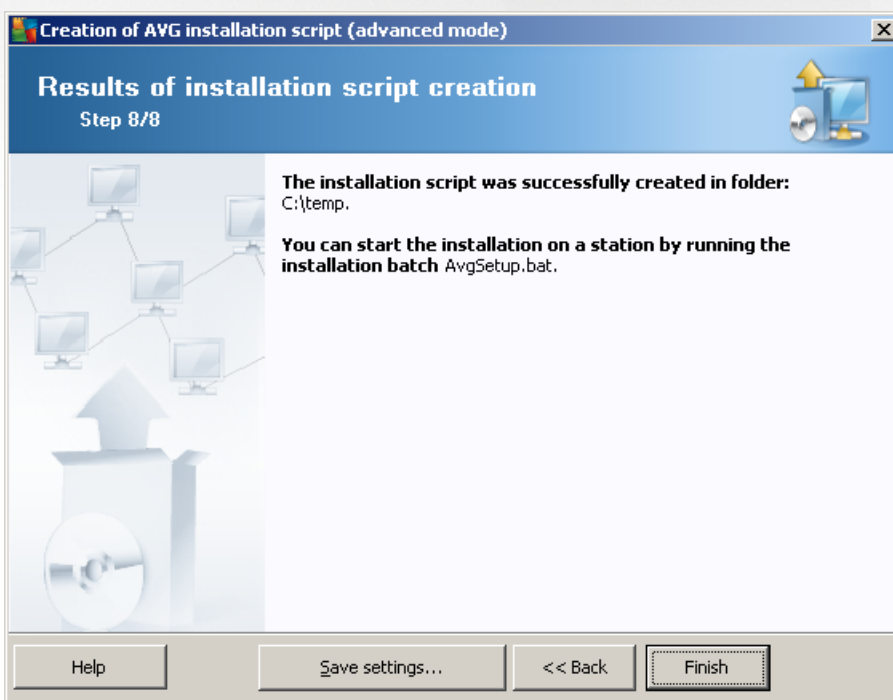 Creation of AVG installation script (advanced mode)
Results of installation script creation
Step 8/8
The installation script was successfully created in folder:
C:\temp.
You can start the installation on a station by running the
installation batch AvgSetup.bat.
Help
Save settings...
<< Back
Finish